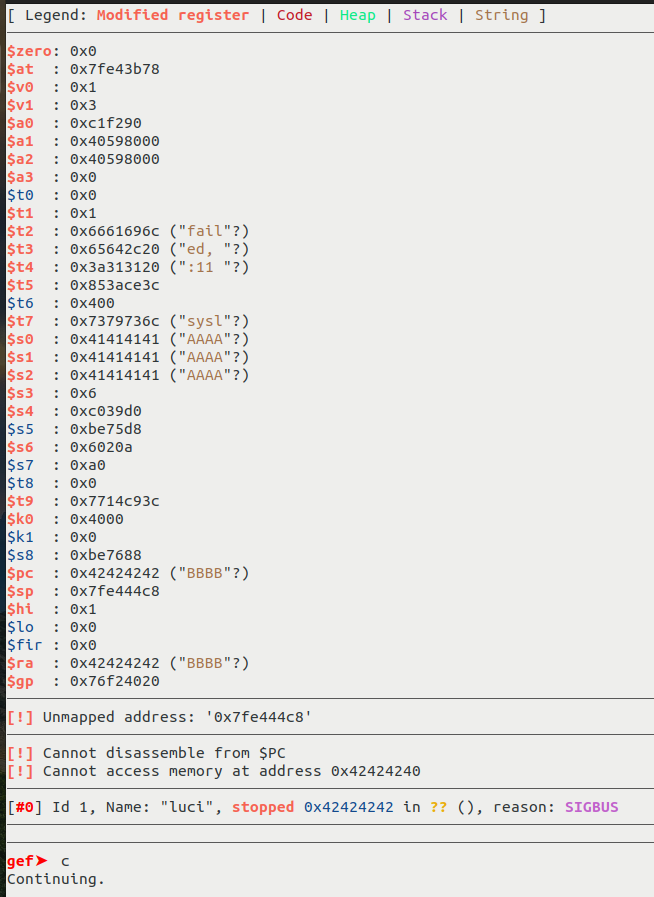 [ Legend: Modified register | Code | Heap | Stack | String ]
$zero: 0x0
$at  : 0x7fe43b78
$v0  : 0x1
$v1  : 0x3
$a0  : 0xc1f290
$a1  : 0x40598000
$a2  : 0x40598000
$a3  : 0x0
$t0  : 0x0
$t1  : 0x1
$t2  : 0x6661696c ("fail"?)
$t3  : 0x65642c20 ("ed, "?)
$t4  : 0x3a313120 (":11 "?)
$t5  : 0x853ace3c
$t6  : 0x400
$t7  : 0x7379736c ("sysl"?)
$s0  : 0x41414141 ("AAAA"?)
$s1  : 0x41414141 ("AAAA"?)
$s2  : 0x41414141 ("AAAA"?)
$s3  : 0x6
$s4  : 0xc039d0
$s5  : 0xbe75d8
$s6  : 0x6020a
$s7  : 0xa0
$t8  : 0x0
$t9  : 0x7714c93c
$k0  : 0x4000
$k1  : 0x0
$s8  : 0xbe7688
$pc  : 0x42424242 ("BBBB"?)
$sp  : 0x7fe444c8
$hi  : 0x1
$lo  : 0x0
$fir : 0x0
$ra  : 0x42424242 ("BBBB"?)
$gp  : 0x76f24020
[!] Unmapped address: '0x7fe444c8'
[!] Cannot disassemble from $PC
[!] Cannot access memory at address 0x42424240
[#0] Id 1, Name: "luci", stopped 0x42424242 in ?? (), reason: SIGBUS
gef➤  c
Continuing.